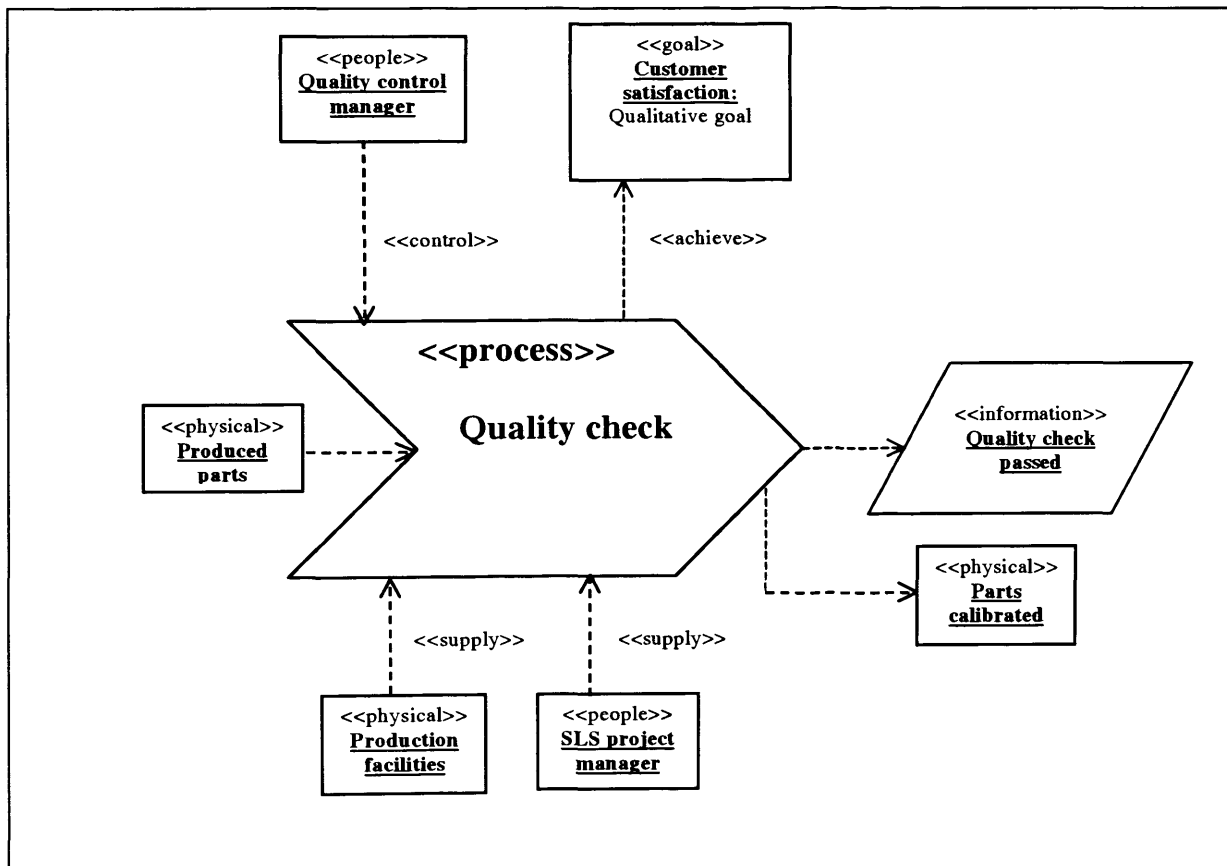 <<people>>
Quality control
manager
<<goal>>
Customer
satisfaction:
Qualitative goal
<<control>>
<<achieve>>
<<process>>
Quality check
<<physical>>
Produced
parts
<<information>>
Quality check
passed
<<physical>>
Parts
calibrated
<<supply>>
<<supply>>
<<physical>>
Production
facilities
<<people>>
SLS project
manager